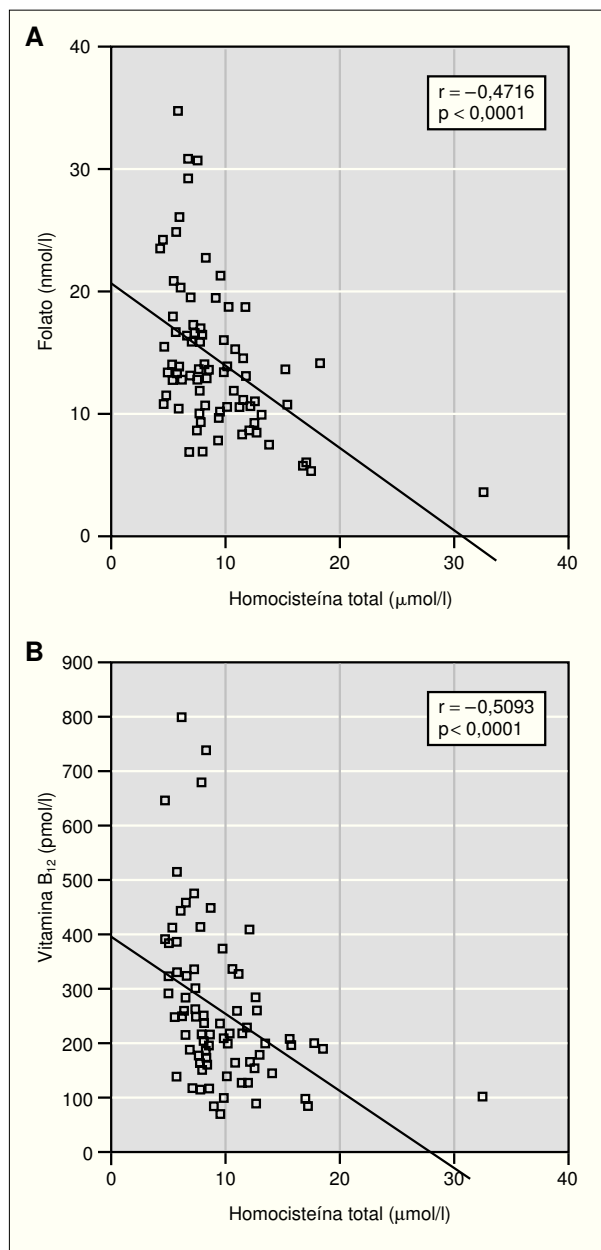 A
40
30
20
10
0
Folato (nmol/l)
r = −0,4716
p < 0,0001
0 10 20 30 40
Homocisteína total (μmol/l)
B
900
800
700
600
500
400
300
200
100
0
Vitamina B₁₂ (pmol/l)
r = −0,5093
p< 0,0001
0 10 20 30 40
Homocisteína total (μmol/l)